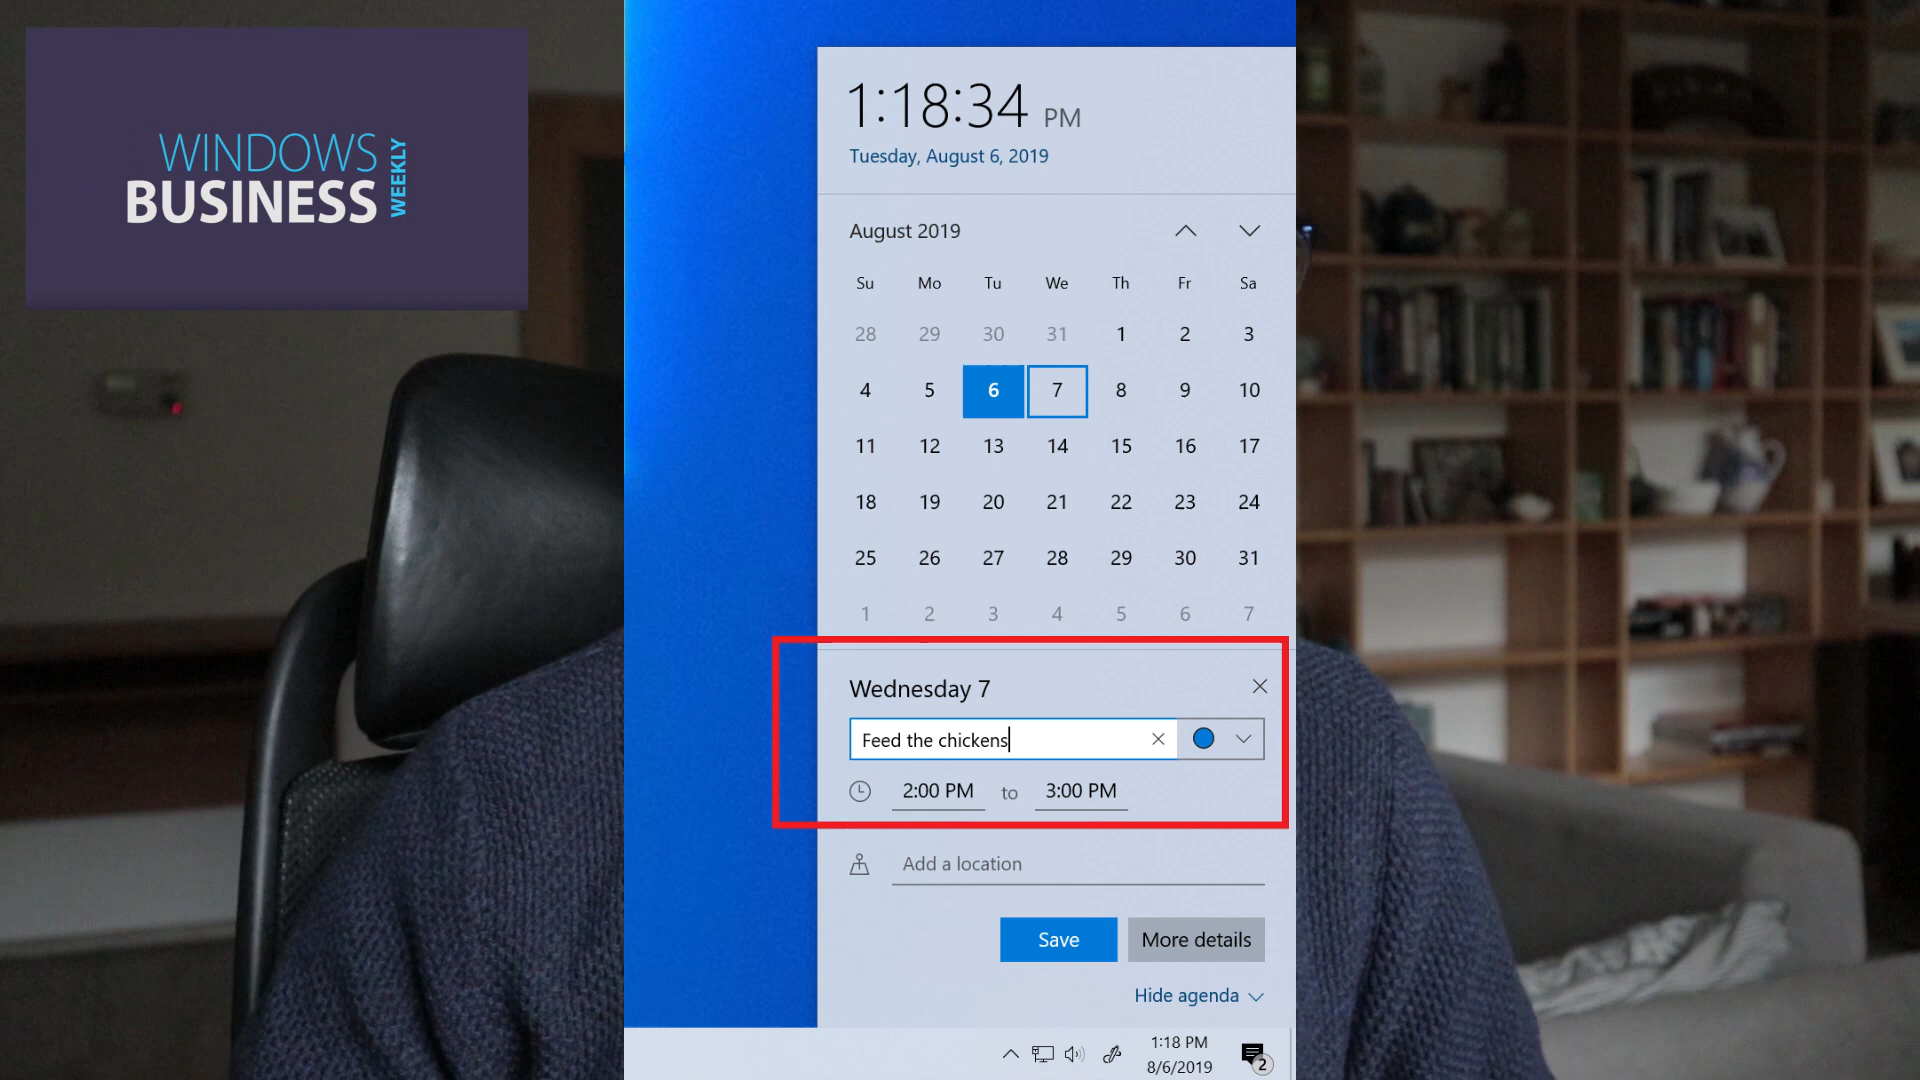 WINDOWS
BUSINESS
WEEKLY
1:18:34 PM
Tuesday, August 6, 2019
August 2019
Su Mo Tu We Th Fr Sa
28 29 30 31 1 2 3
4 5 6 7 8 9 10
11 12 13 14 15 16 17
18 19 20 21 22 23 24
25 26 27 28 29 30 31
1 2 3 4 5 6 7
Wednesday 7
Feed the chickens
2:00 PM to 3:00 PM
Add a location
Save More details
Hide agenda
1:18 PM
8/6/2019
2